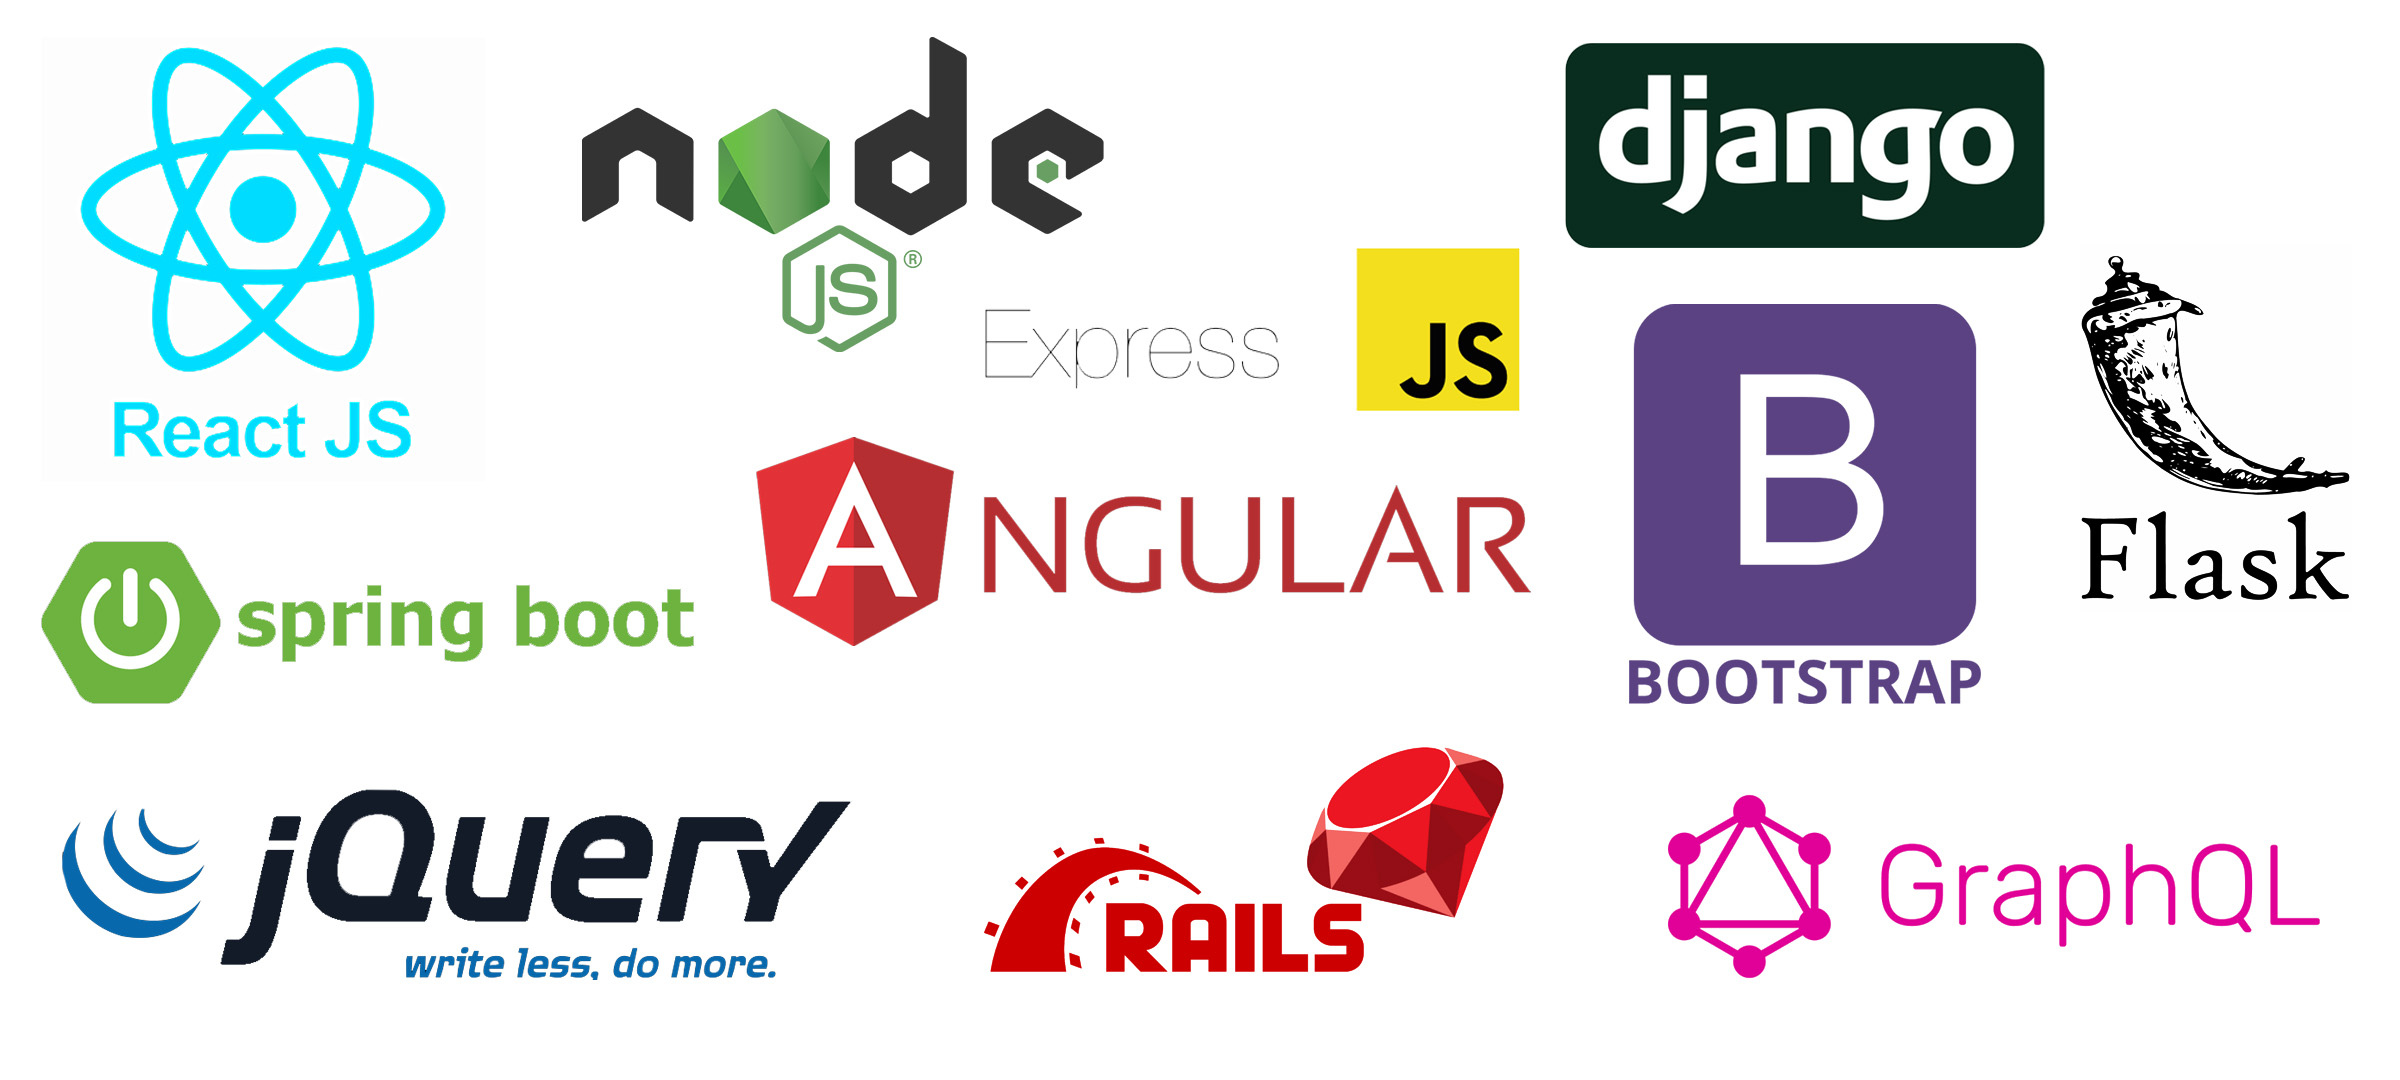 React JS
node
JS®
Express
JS
django
Flask
spring boot
ANGULAR
B
BOOTSTRAP
jQuery
write less, do more.
RAILS
GraphQL